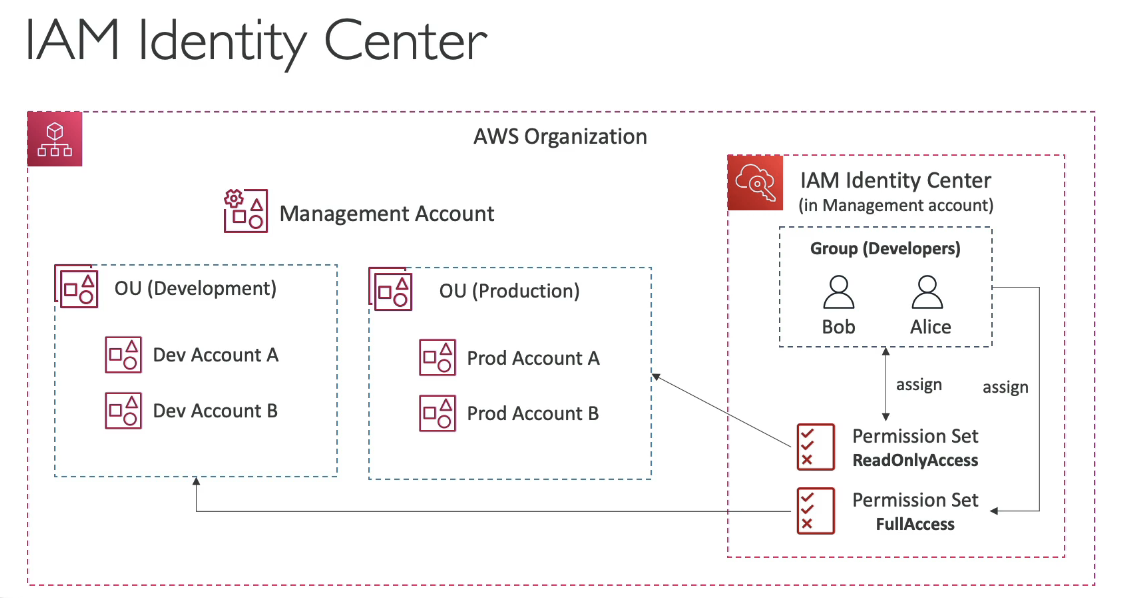 IAM Identity Center
AWS Organization
Management Account
OU (Development)
Dev Account A
Dev Account B
OU (Production)
Prod Account A
Prod Account B
IAM Identity Center
(in Management account)
Group (Developers)
Bob
Alice
assign
assign
Permission Set
ReadOnlyAccess
Permission Set
FullAccess